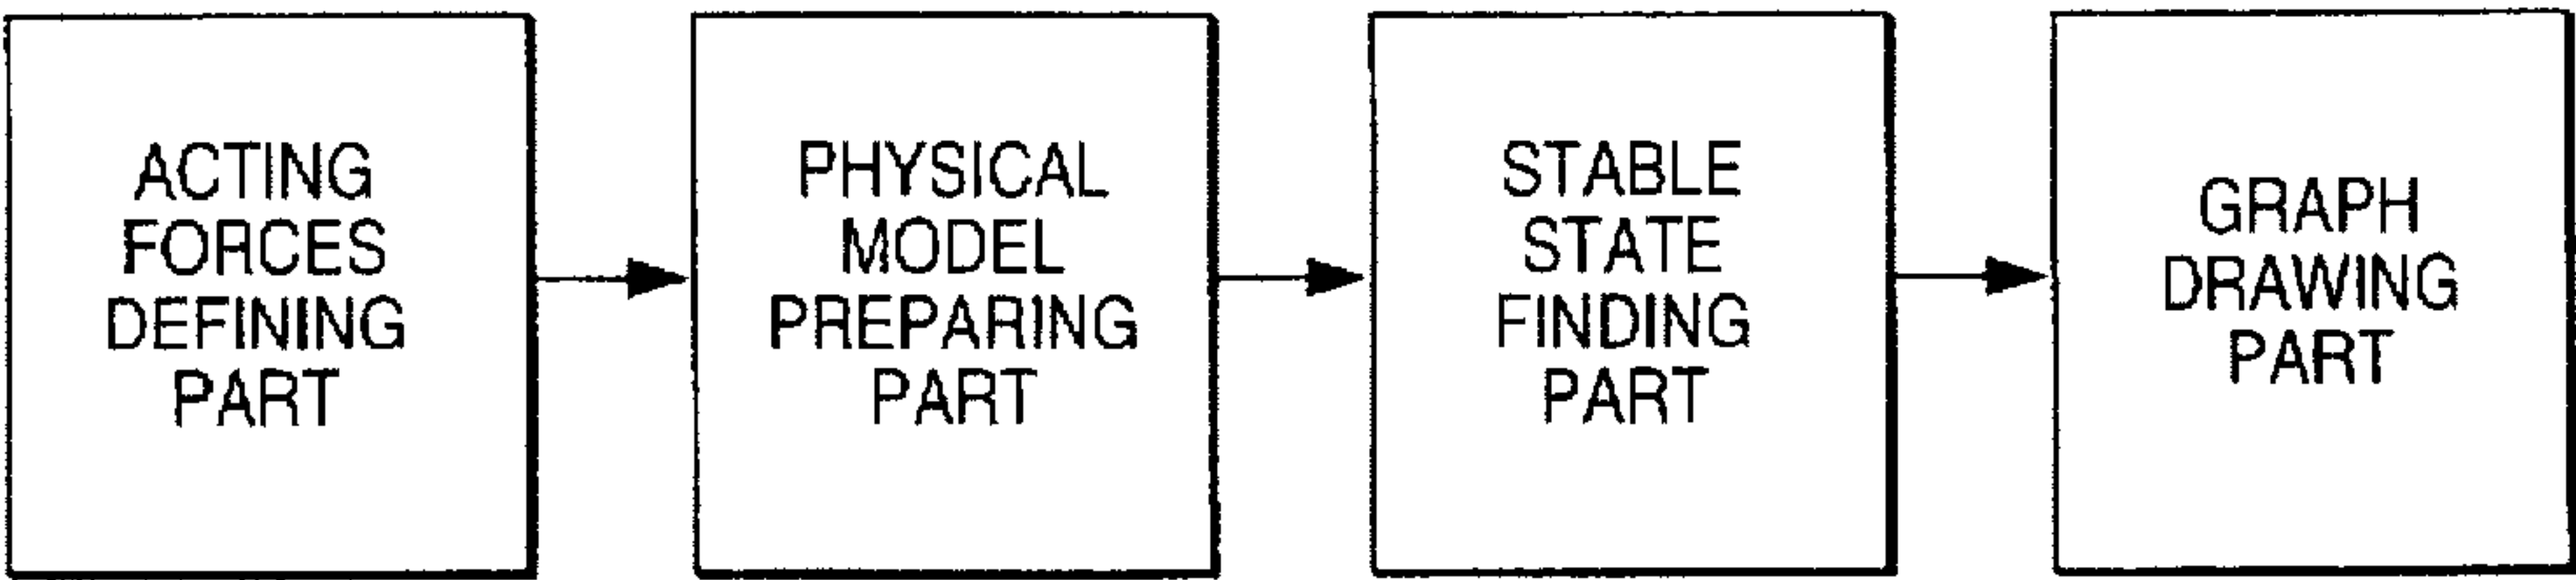 ACTING
FORCES
DEFINING
PART
PHYSICAL
MODEL
PREPARING
PART
STABLE
STATE
FINDING
PART
GRAPH
DRAWING
PART